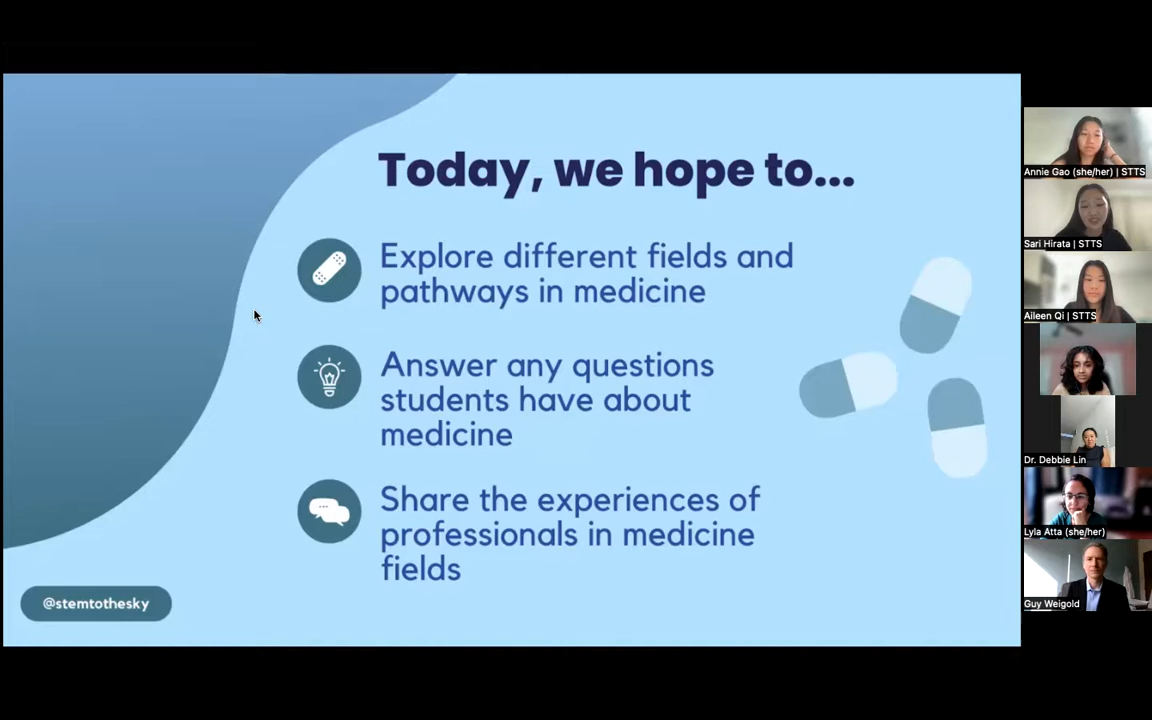 Today, we hope to...
Explore different fields and
pathways in medicine
Answer any questions
students have about
medicine
Share the experiences of
professionals in medicine
fields
@stemtothesky
Annie Gao (she/her) | STTS
Sari Hirata | STTS
Aileen Qi | STTS
Dr. Debbie Lin
Lyla Atta (she/her)
Guy Weigold